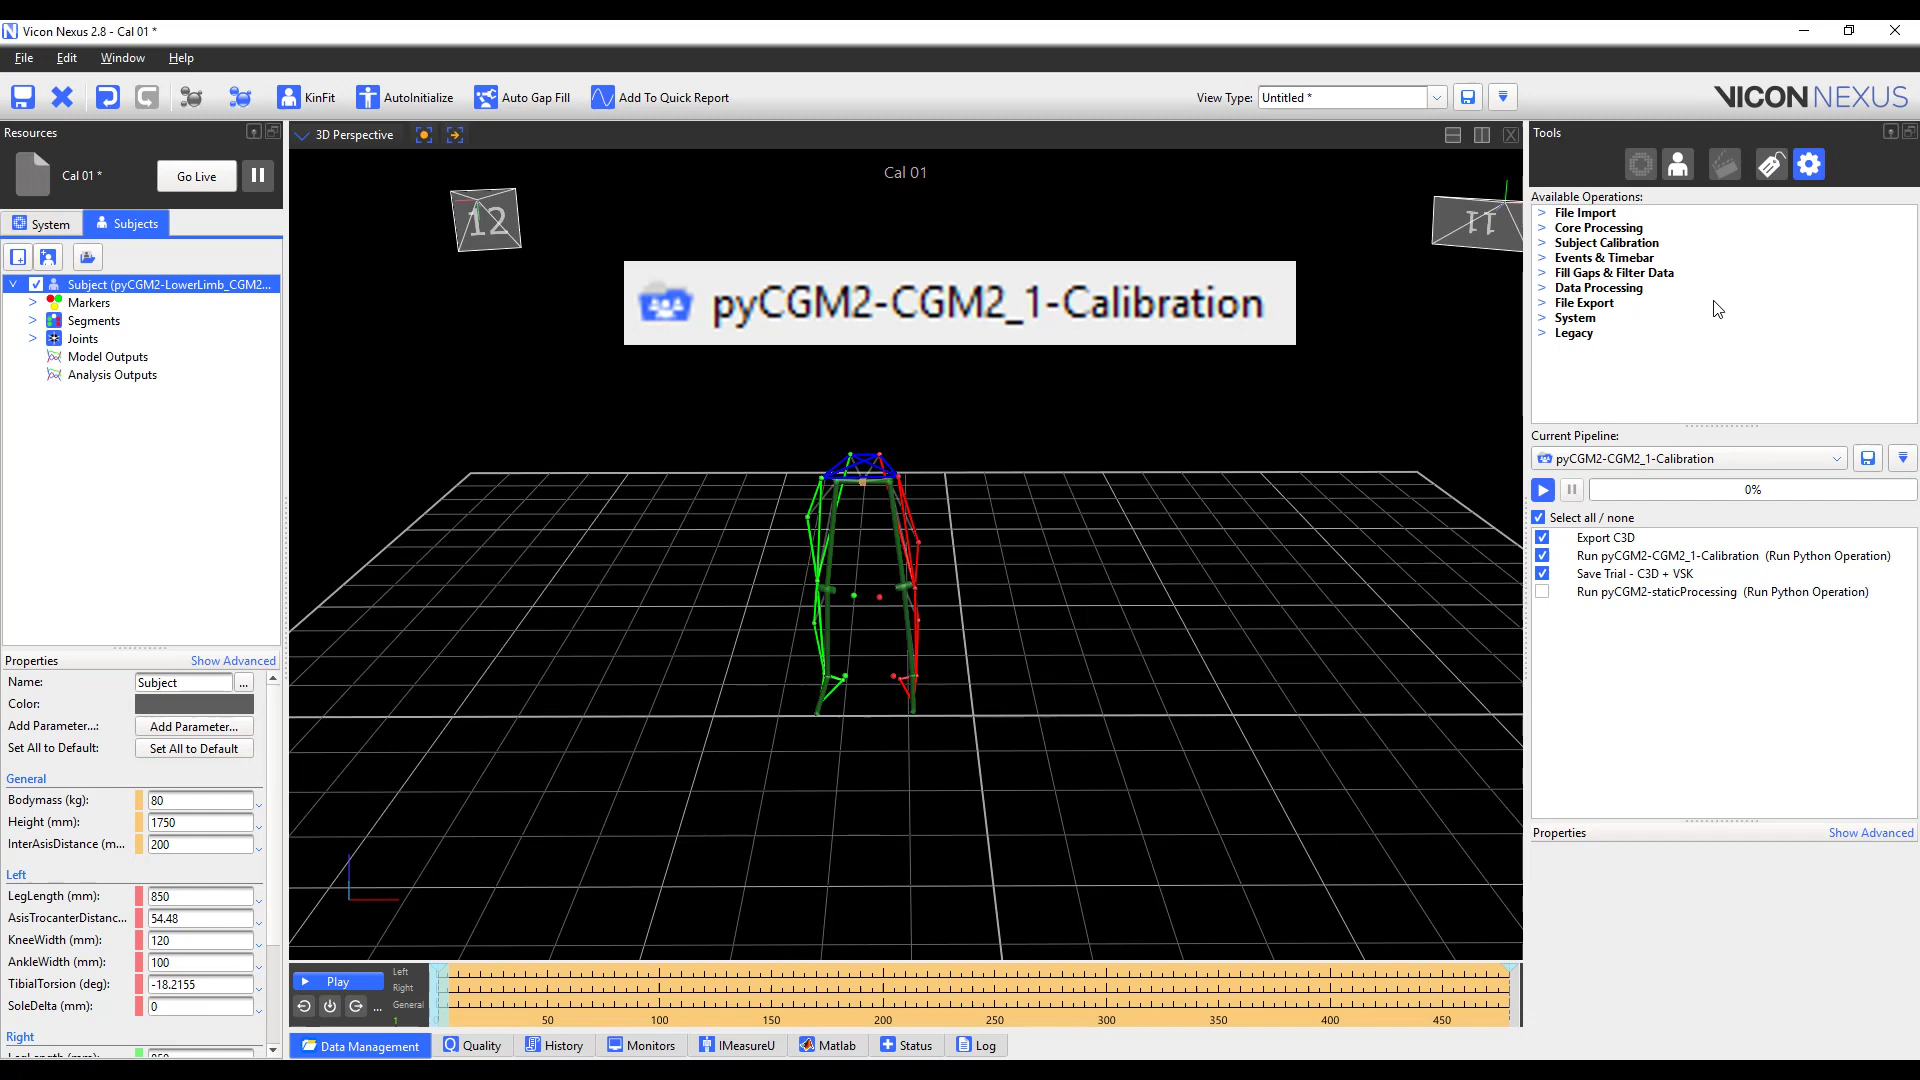 Vicon Nexus 2.8 - Cal 01 *
File Edit Window Help
KinFit AutoInitialize Auto Gap Fill Add To Quick Report View Type: Untitled * VICON NEXUS
Resources
Cal 01 * Go Live
System Subjects
Subject (pyCGM2-LowerLimb_CGM2...
Markers
Segments
Joints
Model Outputs
Analysis Outputs
Properties Show Advanced
Name: Subject ...
Color:
Add Parameter...: Add Parameter...
Set All to Default: Set All to Default
General
Bodymass (kg): 80
Height (mm): 1750
InterAsisDistance (m... 200
Left
LegLength (mm): 850
AsisTrocanterDistanc... 54.48
KneeWidth (mm): 120
AnkleWidth (mm): 100
TibialTorsion (deg): -18.2155
SoleDelta (mm): 0
Right
3D Perspective
Cal 01
12
11
pyCGM2-CGM2_1-Calibration
Play
Left
Right
General
1
50 100 150 200 250 300 350 400 450
Data Management Quality History Monitors IMeasureU Matlab Status Log
Tools
Available Operations:
File Import
Core Processing
Subject Calibration
Events & Timebar
Fill Gaps & Filter Data
Data Processing
File Export
System
Legacy
Current Pipeline:
pyCGM2-CGM2_1-Calibration
0%
Select all / none
Export C3D
Run pyCGM2-CGM2_1-Calibration (Run Python Operation)
Save Trial - C3D + VSK
Run pyCGM2-staticProcessing (Run Python Operation)
Properties Show Advanced